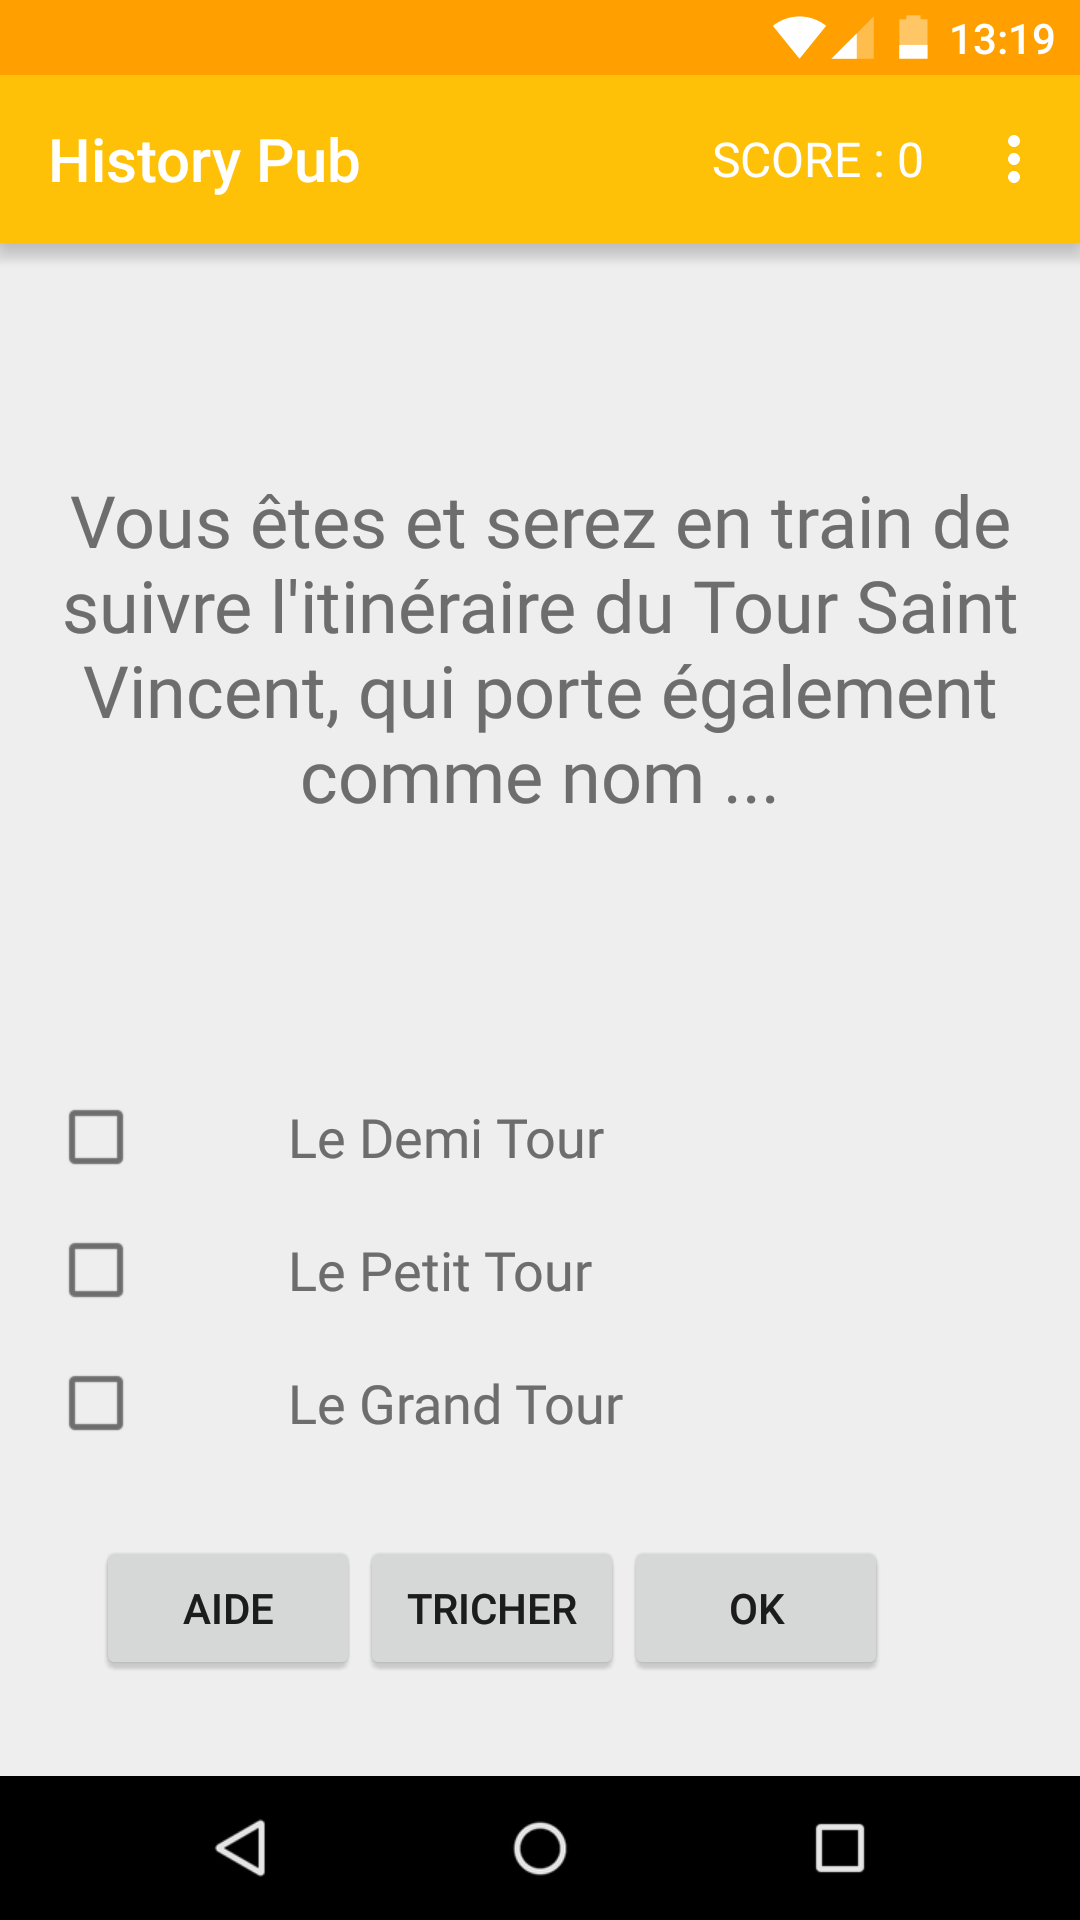 13:19
History Pub
SCORE : 0
Vous êtes et serez en train de
suivre l'itinéraire du Tour Saint
Vincent, qui porte également
comme nom ...
Le Demi Tour
Le Petit Tour
Le Grand Tour
AIDE
TRICHER
OK